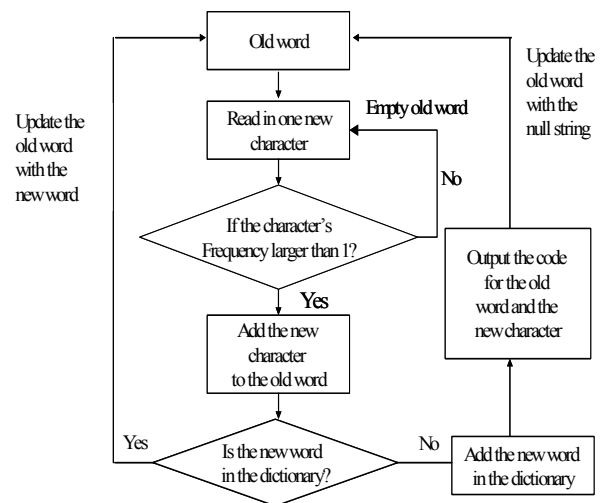 Old word
Update the
old word
with the
null string
Update the
old word
with the
new word
Read in one new
character
Empty old word
No
If the character's
Frequency larger than 1?
Yes
Output the code
for the old
word and the
new character
Add the new
character
to the old word
Yes
Is the new word
in the dictionary?
No
Add the new word
in the dictionary